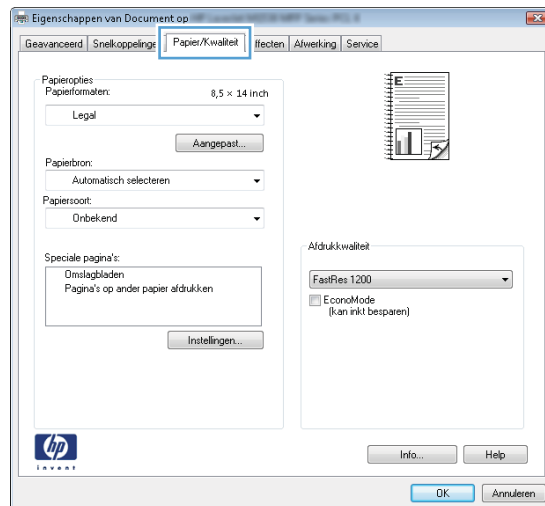 Eigenschappen van Document op
Geavanceerd Snelkoppelinge Papier/Kwaliteit ffecten Afwerking Service
Papieropties
Papierformaten: 8,5 × 14 inch
Legal
Aangepast...
Papierbron:
Automatisch selecteren
Papiersoort:
Onbekend
Speciale pagina's:
Omslagbladen
Pagina's op ander papier afdrukken
Instellingen...
E
Afdrukkwaliteit
FastRes 1200
EconoMode
(kan inkt besparen)
hp
invent
Info... Help
OK Annuleren